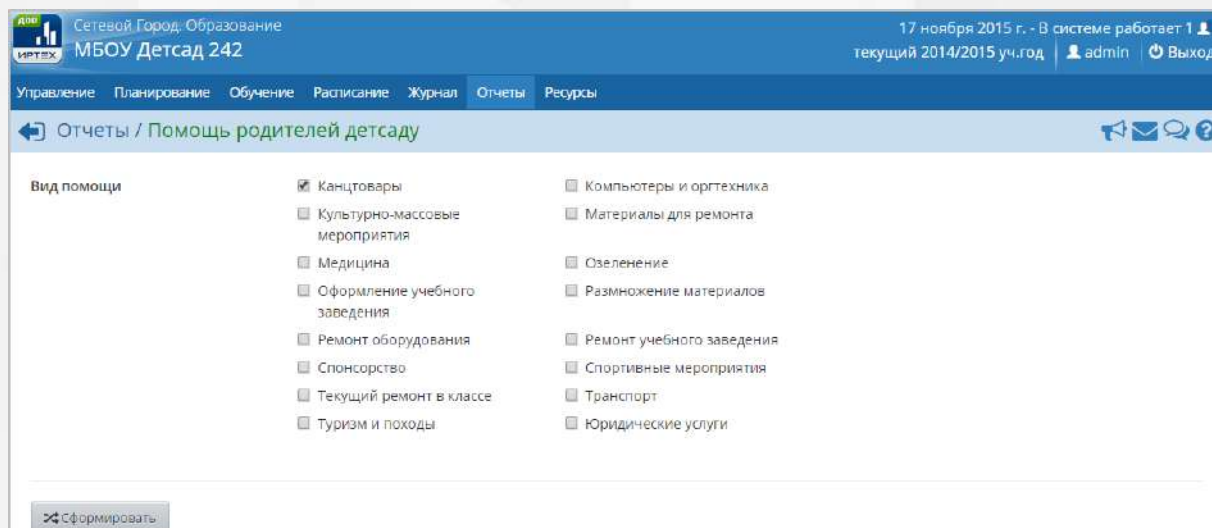 ДОО
ИРТЕХ
Сетевой Город. Образование
МБОУ Детсад 242
17 ноября 2015 г. - В системе работает 1
текущий 2014/2015 уч.год admin Выход
Управление Планирование Обучение Расписание Журнал Отчеты Ресурсы
Отчеты / Помощь родителей детсаду
Вид помощи
Канцтовары Компьютеры и оргтехника
Культурно-массовые Материалы для ремонта
мероприятия
Медицина Озеленение
Оформление учебного Размножение материалов
заведения
Ремонт оборудования Ремонт учебного заведения
Спонсорство Спортивные мероприятия
Текущий ремонт в классе Транспорт
Туризм и походы Юридические услуги
Сформировать